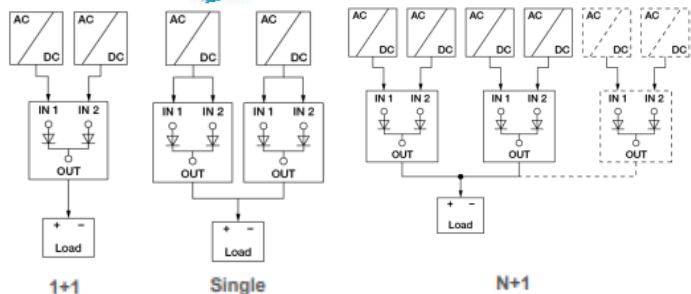 AC DC AC DC
IN 1 IN 2
OUT
+ −
Load
1+1
AC DC AC DC
IN 1 IN 2 IN 1 IN 2
OUT OUT
+ −
Load
Single
AC DC AC DC AC DC AC DC AC DC AC DC
IN 1 IN 2 IN 1 IN 2 IN 1 IN 2
OUT OUT OUT
+ −
Load
N+1